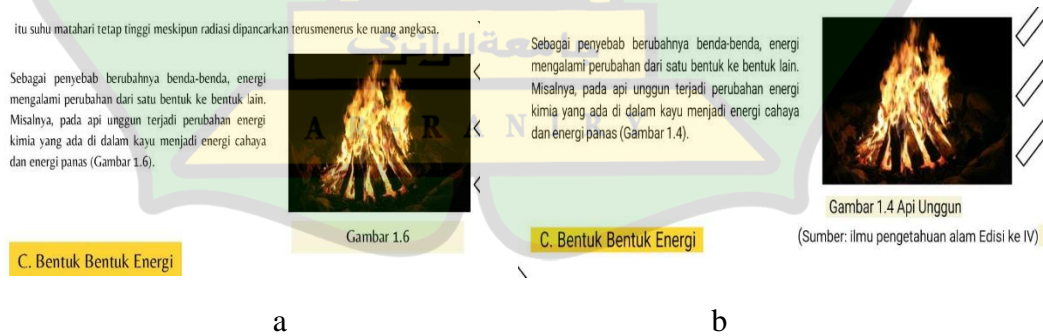 itu suhu matahari tetap tinggi meskipun radiasi dipancarkan terusmenerus ke ruang angkasa.
Sebagai penyebab berubahnya benda-benda, energi
mengalami perubahan dari satu bentuk ke bentuk lain.
Misalnya, pada api unggun terjadi perubahan energi
kimia yang ada di dalam kayu menjadi energi cahaya
dan energi panas (Gambar 1.6).
Gambar 1.6
C. Bentuk Bentuk Energi
a
Sebagai penyebab berubahnya benda-benda, energi
mengalami perubahan dari satu bentuk ke bentuk lain.
Misalnya, pada api unggun terjadi perubahan energi
kimia yang ada di dalam kayu menjadi energi cahaya
dan energi panas (Gambar 1.4).
Gambar 1.4 Api Unggun
(Sumber: ilmu pengetahuan alam Edisi ke IV)
C. Bentuk Bentuk Energi
b
جامعة الرانري